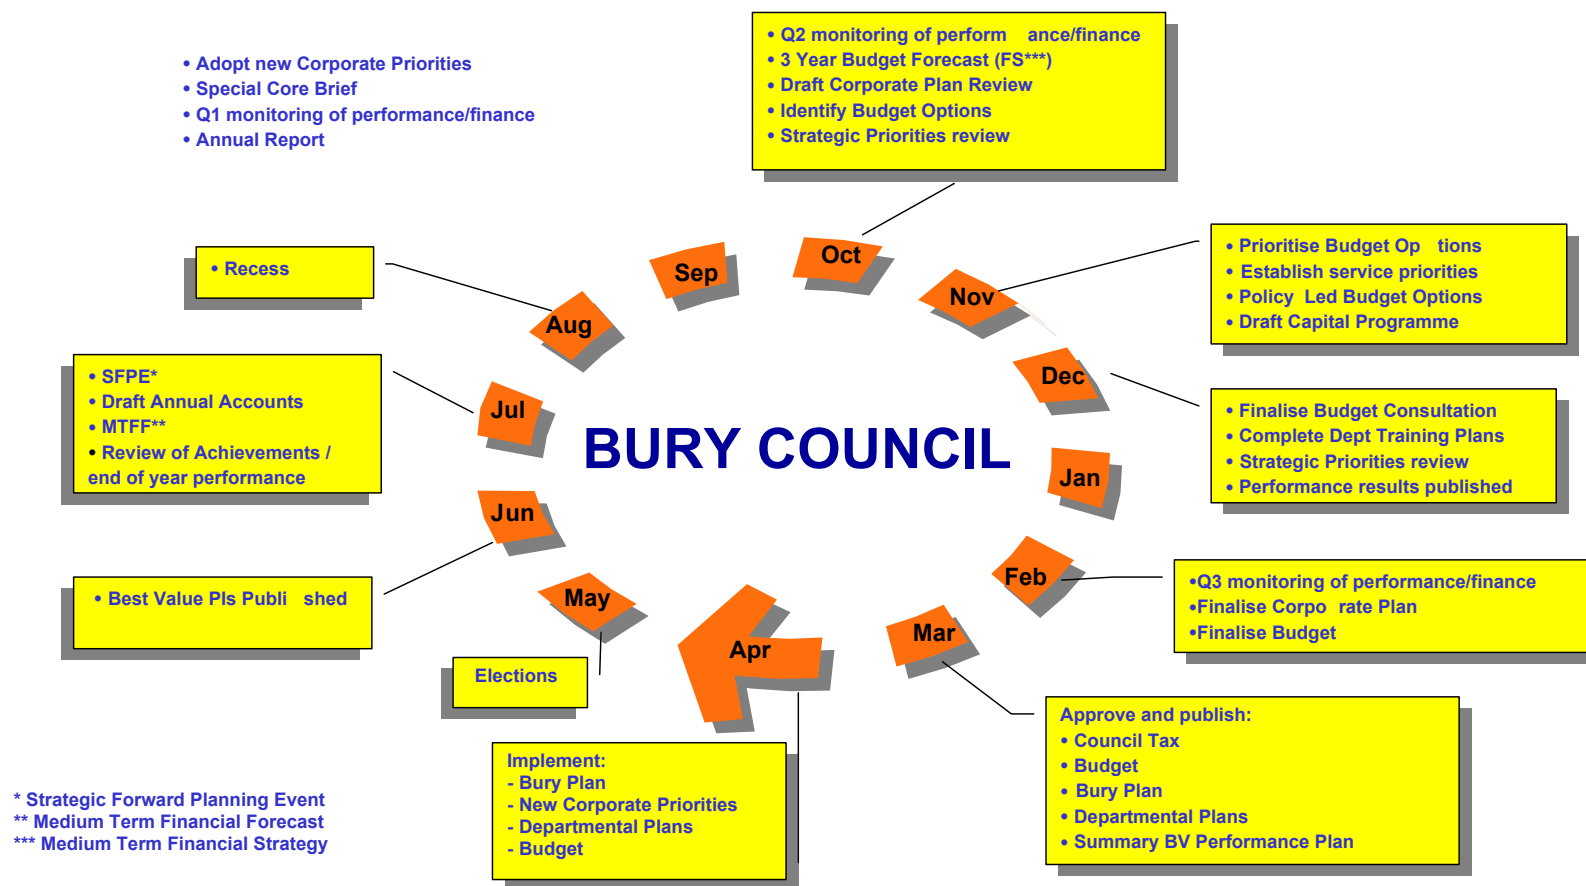 • Adopt new Corporate Priorities
• Special Core Brief
• Q1 monitoring of performance/finance
• Annual Report
• Q2 monitoring of perform ance/finance
• 3 Year Budget Forecast (FS***)
• Draft Corporate Plan Review
• Identify Budget Options
• Strategic Priorities review
• Recess
Sep
Oct
Nov
Aug
• Prioritise Budget Op tions
• Establish service priorities
• Policy Led Budget Options
• Draft Capital Programme
• SFPE*
• Draft Annual Accounts
• MTFF**
• Review of Achievements /
end of year performance
Jul
Dec
BURY COUNCIL
• Finalise Budget Consultation
• Complete Dept Training Plans
• Strategic Priorities review
• Performance results published
Jan
Jun
Feb
• Best Value PIs Publi shed
May
•Q3 monitoring of performance/finance
•Finalise Corpo rate Plan
•Finalise Budget
Mar
Apr
Elections
Approve and publish:
• Council Tax
• Budget
• Bury Plan
• Departmental Plans
• Summary BV Performance Plan
Implement:
- Bury Plan
- New Corporate Priorities
- Departmental Plans
- Budget
* Strategic Forward Planning Event
** Medium Term Financial Forecast
*** Medium Term Financial Strategy